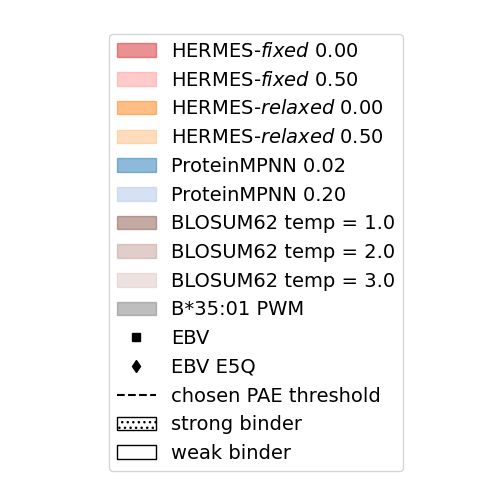 HERMES-fixed 0.00
HERMES-fixed 0.50
HERMES-relaxed 0.00
HERMES-relaxed 0.50
ProteinMPNN 0.02
ProteinMPNN 0.20
BLOSUM62 temp = 1.0
BLOSUM62 temp = 2.0
BLOSUM62 temp = 3.0
B*35:01 PWM
EBV
EBV E5Q
chosen PAE threshold
strong binder
weak binder